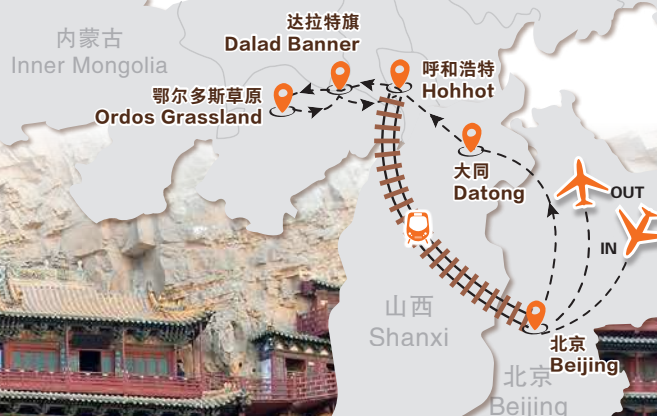 达拉特旗
Dalad Banner
内蒙古
Inner Mongolia
呼和浩特
Hohhot
鄂尔多斯草原
Ordos Grassland
大同
Datong
OUT
IN
山西
Shanxi
北京
Beijing
北京
Beijing